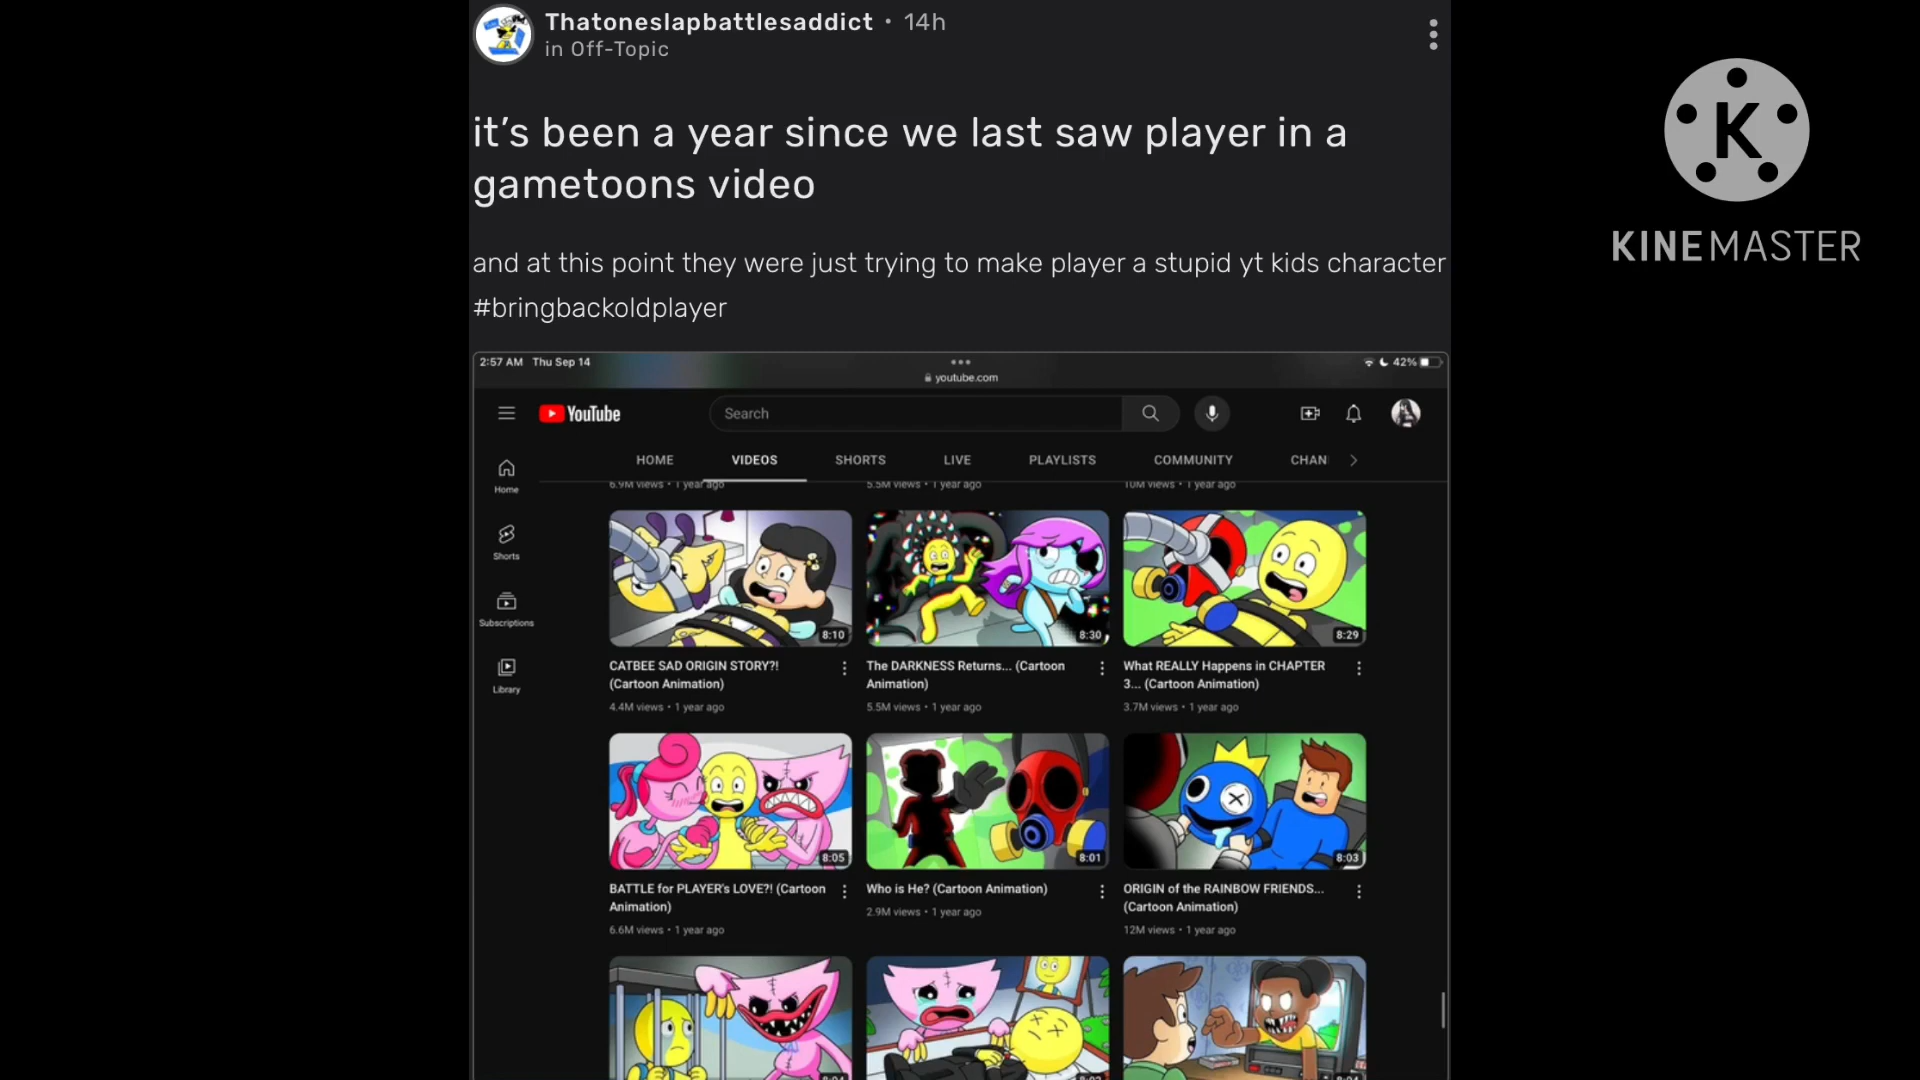 Thatoneslapbattlesaddict • 14h
in Off-Topic
K
KINEMASTER
it's been a year since we last saw player in a
gametoons video
and at this point they were just trying to make player a stupid yt kids character
#bringbackoldplayer
2:57 AM Thu Sep 14
42%
youtube.com
YouTube
Search
HOME VIDEOS SHORTS LIVE PLAYLISTS COMMUNITY CHAN
Home
Shorts
Subscriptions
Library
6.9M views • 1 year ago
5.5M views • 1 year ago
10M views • 1 year ago
8:10
8:30
8:29
CATBEE SAD ORIGIN STORY?!
(Cartoon Animation)
4.4M views • 1 year ago
The DARKNESS Returns... (Cartoon
Animation)
5.5M views • 1 year ago
What REALLY Happens in CHAPTER
3... (Cartoon Animation)
3.7M views • 1 year ago
8:05
8:01
8:03
BATTLE for PLAYER's LOVE?! (Cartoon
Animation)
6.6M views • 1 year ago
Who is He? (Cartoon Animation)
2.9M views • 1 year ago
ORIGIN of the RAINBOW FRIENDS...
(Cartoon Animation)
12M views • 1 year ago